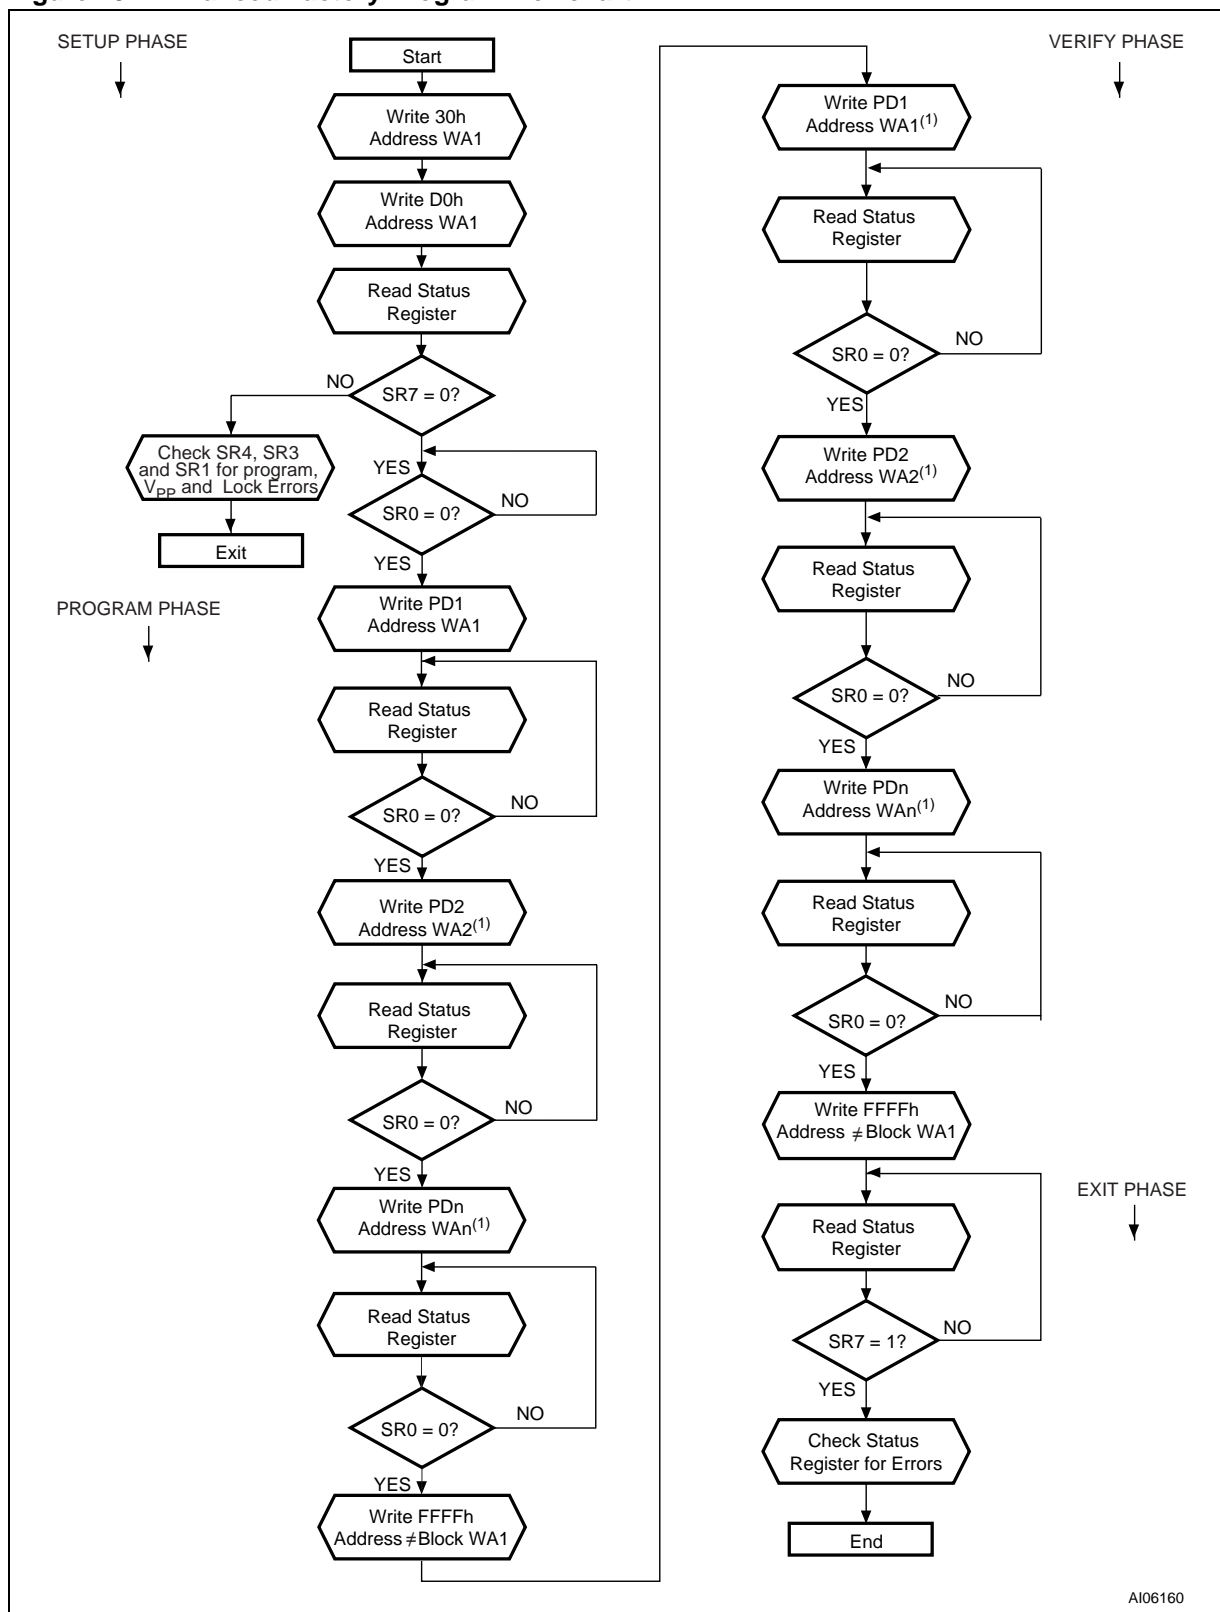 SETUP PHASE
Start
Write 30h
Address WA1
Write D0h
Address WA1
Read Status
Register
NO
SR7 = 0?
Check SR4, SR3
and SR1 for program,
VPP and Lock Errors
Exit
YES
NO
SR0 = 0?
YES
PROGRAM PHASE
Write PD1
Address WA1
Read Status
Register
NO
SR0 = 0?
YES
Write PD2
Address WA2(1)
Read Status
Register
NO
SR0 = 0?
YES
Write PDn
Address WAn(1)
Read Status
Register
NO
SR0 = 0?
YES
Write FFFFh
Address ≠ Block WA1
VERIFY PHASE
Write PD1
Address WA1(1)
Read Status
Register
NO
SR0 = 0?
YES
Write PD2
Address WA2(1)
Read Status
Register
NO
SR0 = 0?
YES
Write PDn
Address WAn(1)
Read Status
Register
NO
SR0 = 0?
YES
Write FFFFh
Address ≠ Block WA1
EXIT PHASE
Read Status
Register
NO
SR7 = 1?
YES
Check Status
Register for Errors
End
AI06160